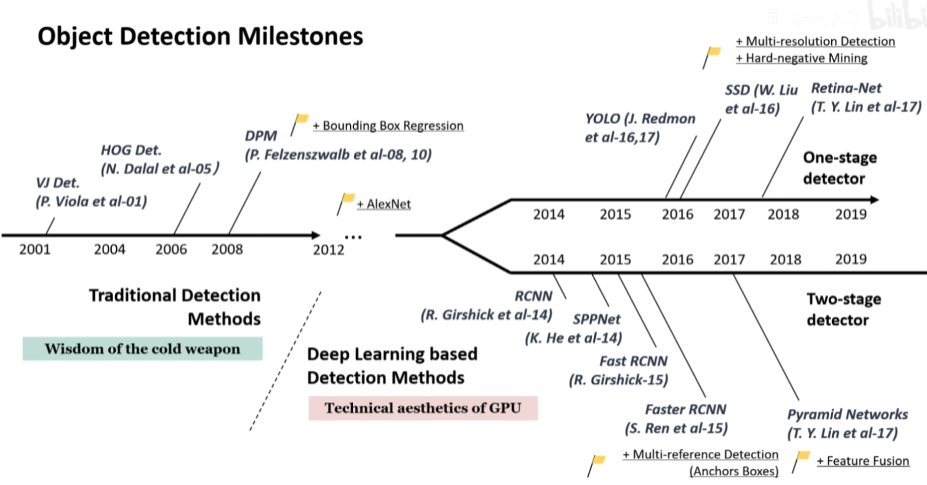 bilibi
Object Detection Milestones
+ Multi-resolution Detection
+ Hard-negative Mining
SSD (W. Liu
et al-16)
Retina-Net
(T. Y. Lin et al-17)
YOLO (J. Redmon
et al-16,17)
+ Bounding Box Regression
DPM
(P. Felzenszwalb et al-08, 10)
HOG Det.
(N. Dalal et al-05)
VJ Det.
(P. Viola et al-01)
+ AlexNet
...
One-stage
detector
2014 2015 2016 2017 2018 2019
2001 2004 2006 2008 2012
2014 2015 2016 2017 2018 2019
Traditional Detection
Methods
Wisdom of the cold weapon
Deep Learning based
Detection Methods
Technical aesthetics of GPU
RCNN
(R. Girshick et al-14)
SPPNet
(K. He et al-14)
Fast RCNN
(R. Girshick-15)
Faster RCNN
(S. Ren et al-15)
+ Multi-reference Detection
(Anchors Boxes)
Two-stage
detector
Pyramid Networks
(T. Y. Lin et al-17)
+ Feature Fusion